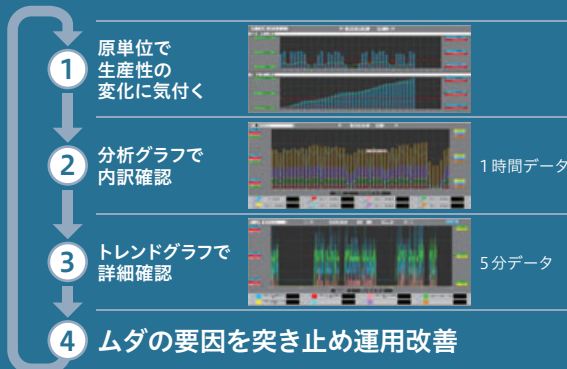 1
原単位で
生産性の
変化に気付く
2
分析グラフで
内訳確認
1時間データ
3
トレンドグラフで
詳細確認
5分データ
4
ムダの要因を突き止め運用改善